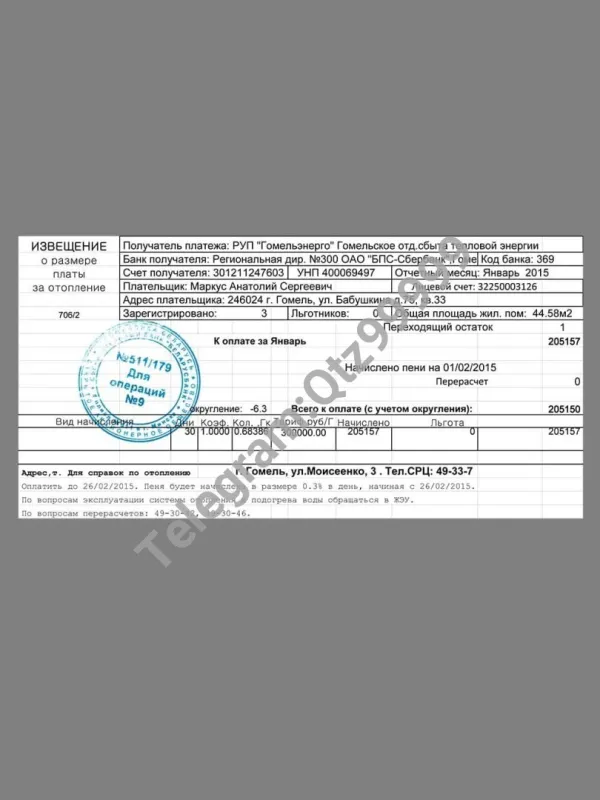 ИЗВЕЩЕНИЕ
о размере
платы
за отопление
706/2
Получатель платежа: РУП "Гомельэнерго" Гомельское отд.сбыта тепловой энергии
Банк получателя: Региональная дир. №300 ОАО "БПС-Сбербанк",Гоме Код банка: 369
Счет получателя: 301211247603 УНП 400069497 Отчетный месяц: Январь 2015
Плательщик: Маркус Анатолий Сергеевич Лицевой счет: 32250003126
Адрес плательщика: 246024 г. Гомель, ул. Бабушкина д.75, кв.33
Зарегистрировано: 3 Льготников: 0 Общая площадь жил. пом: 44.58м2
Переходящий остаток 1
К оплате за Январь 205157
Начислено пени на 01/02/2015
Перерасчет 0
округление: -6.3 Всего к оплате (с учетом округления): 205150
Вид начисления Дни Коэф. Кол. ,Гк Тариф руб/Г Начислено Льгота
30 1.0000 0.68386 300000.00 205157 0 205157
Адрес,т. Для справок по отоплению г. Гомель, ул.Моисеенко, 3 . Тел.СРЦ: 49-33-7
Оплатить до 26/02/2015. Пеня будет начислена в размере 0.3% в день, начиная с 26/02/2015.
По вопросам эксплуатации системы отопления, подогрева воды обращаться в ЖЭУ.
По вопросам перерасчетов: 49-30-42, -30-46.
№511/179
Для
операций
№9
Telegram:Qtz999999